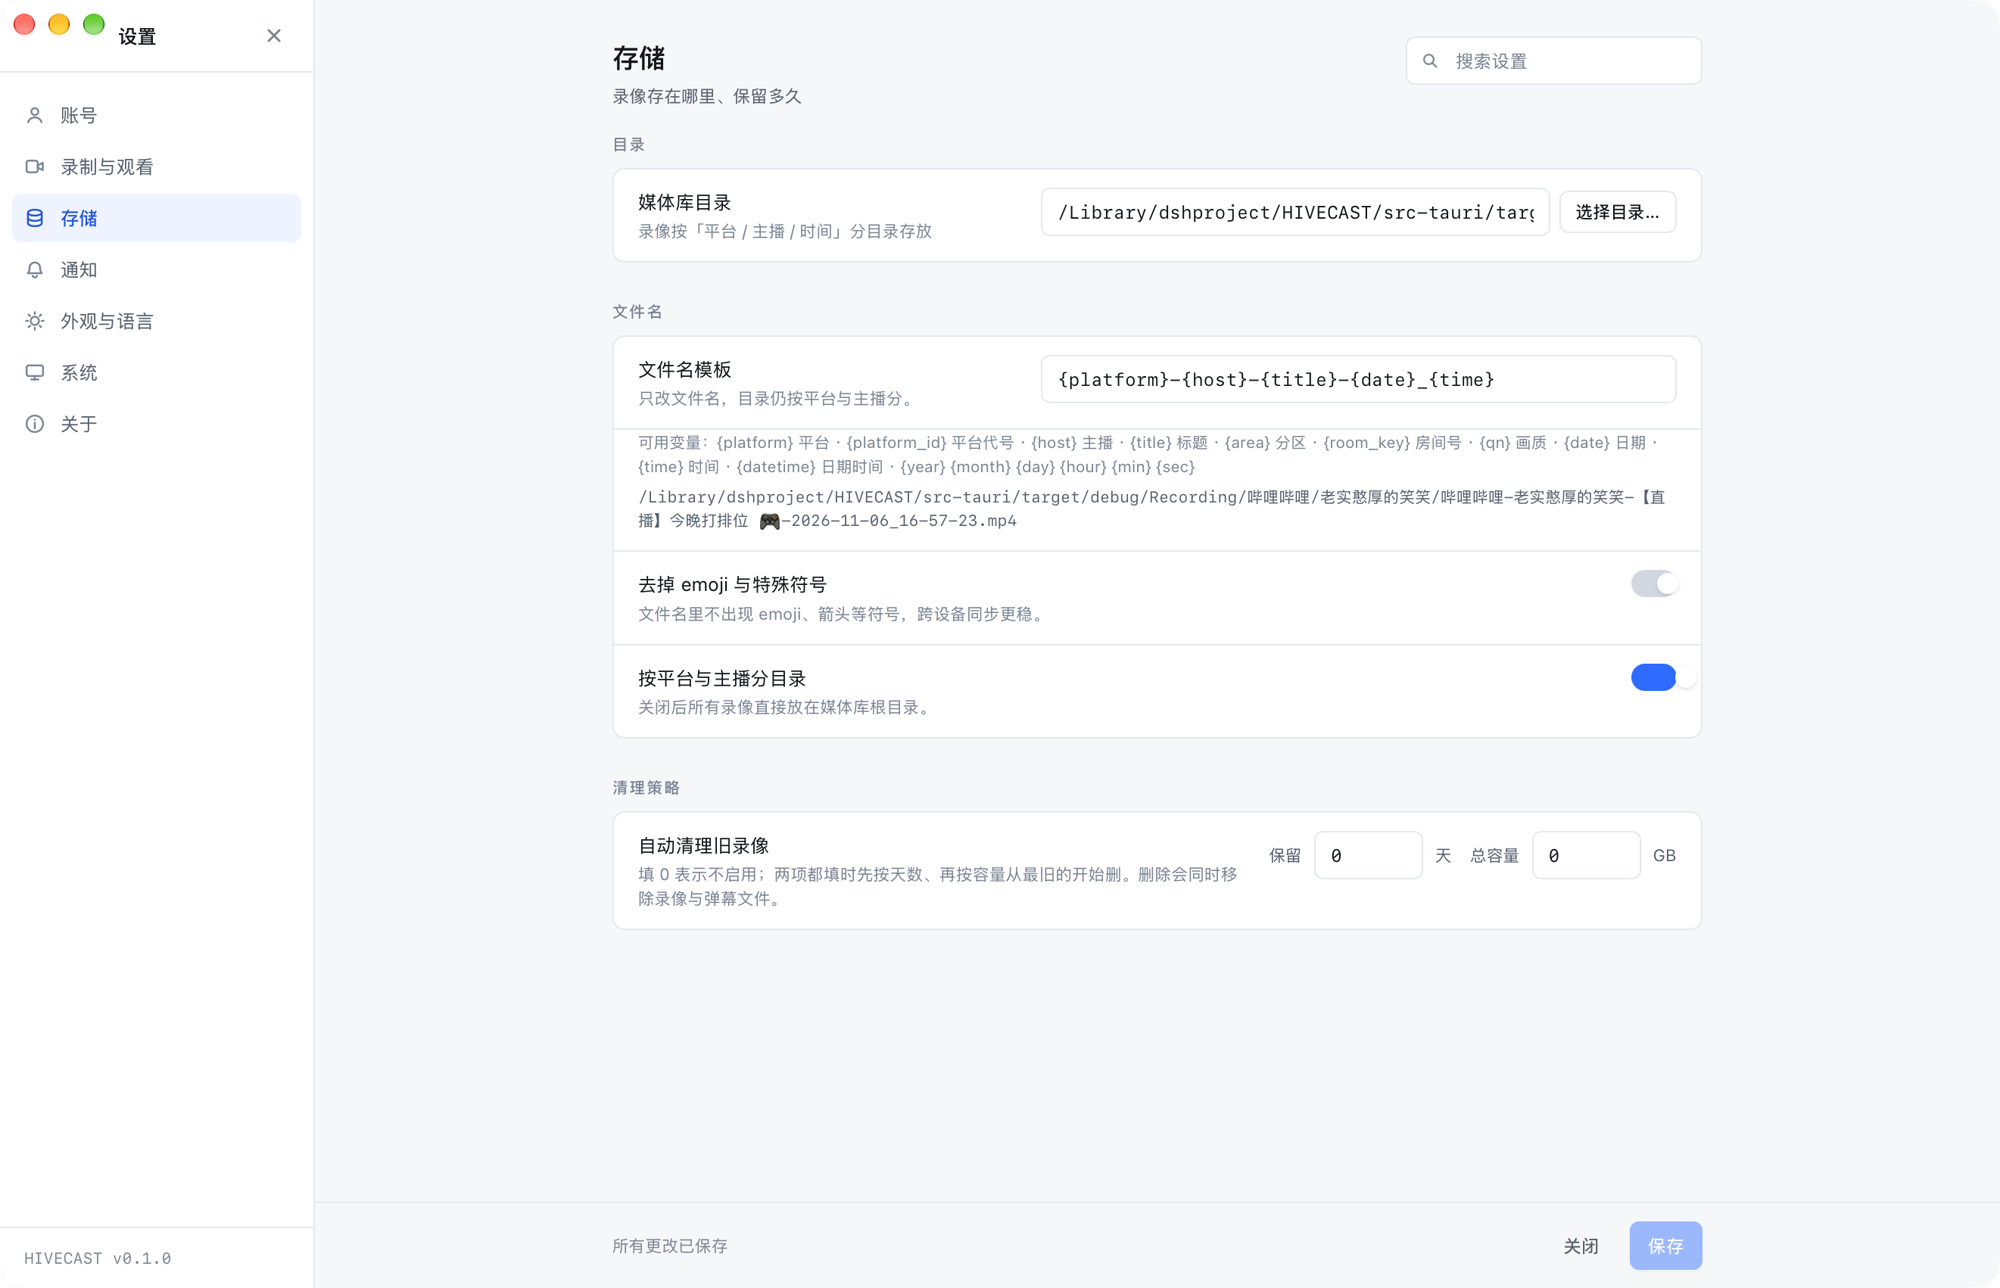 设置
账号
录制与观看
存储
通知
外观与语言
系统
关于
HIVECAST v0.1.0
存储
录像存在哪里、保留多久
搜索设置
目录
媒体库目录
录像按「平台 / 主播 / 时间」分目录存放
/Library/dshproject/HIVECAST/src-tauri/targ
选择目录...
文件名
文件名模板
只改文件名，目录仍按平台与主播分。
{platform}-{host}-{title}-{date}_{time}
可用变量：{platform} 平台 · {platform_id} 平台代号 · {host} 主播 · {title} 标题 · {area} 分区 · {room_key} 房间号 · {qn} 画质 · {date} 日期 ·
{time} 时间 · {datetime} 日期时间 · {year} {month} {day} {hour} {min} {sec}
/Library/dshproject/HIVECAST/src-tauri/target/debug/Recording/哔哩哔哩/老实憨厚的笑笑/哔哩哔哩-老实憨厚的笑笑-【直
播】今晚打排位 🎮-2026-11-06_16-57-23.mp4
去掉 emoji 与特殊符号
文件名里不出现 emoji、箭头等符号，跨设备同步更稳。
按平台与主播分目录
关闭后所有录像直接放在媒体库根目录。
清理策略
自动清理旧录像
填 0 表示不启用；两项都填时先按天数、再按容量从最旧的开始删。删除会同时移
除录像与弹幕文件。
保留 0 天 总容量 0 GB
所有更改已保存
关闭
保存